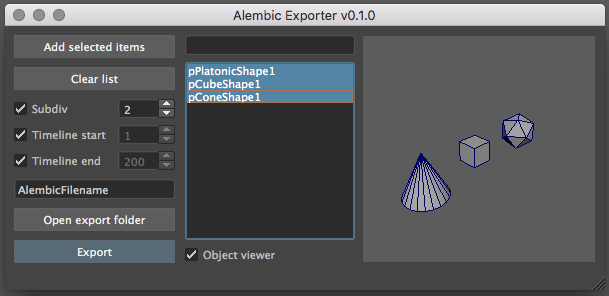 Alembic Exporter v0.1.0
Add selected items
Clear list
Subdiv 2
Timeline start 1
Timeline end 200
AlembicFilename
Open export folder
Export
pPlatonicShape1
pCubeShape1
pConeShape1
Object viewer